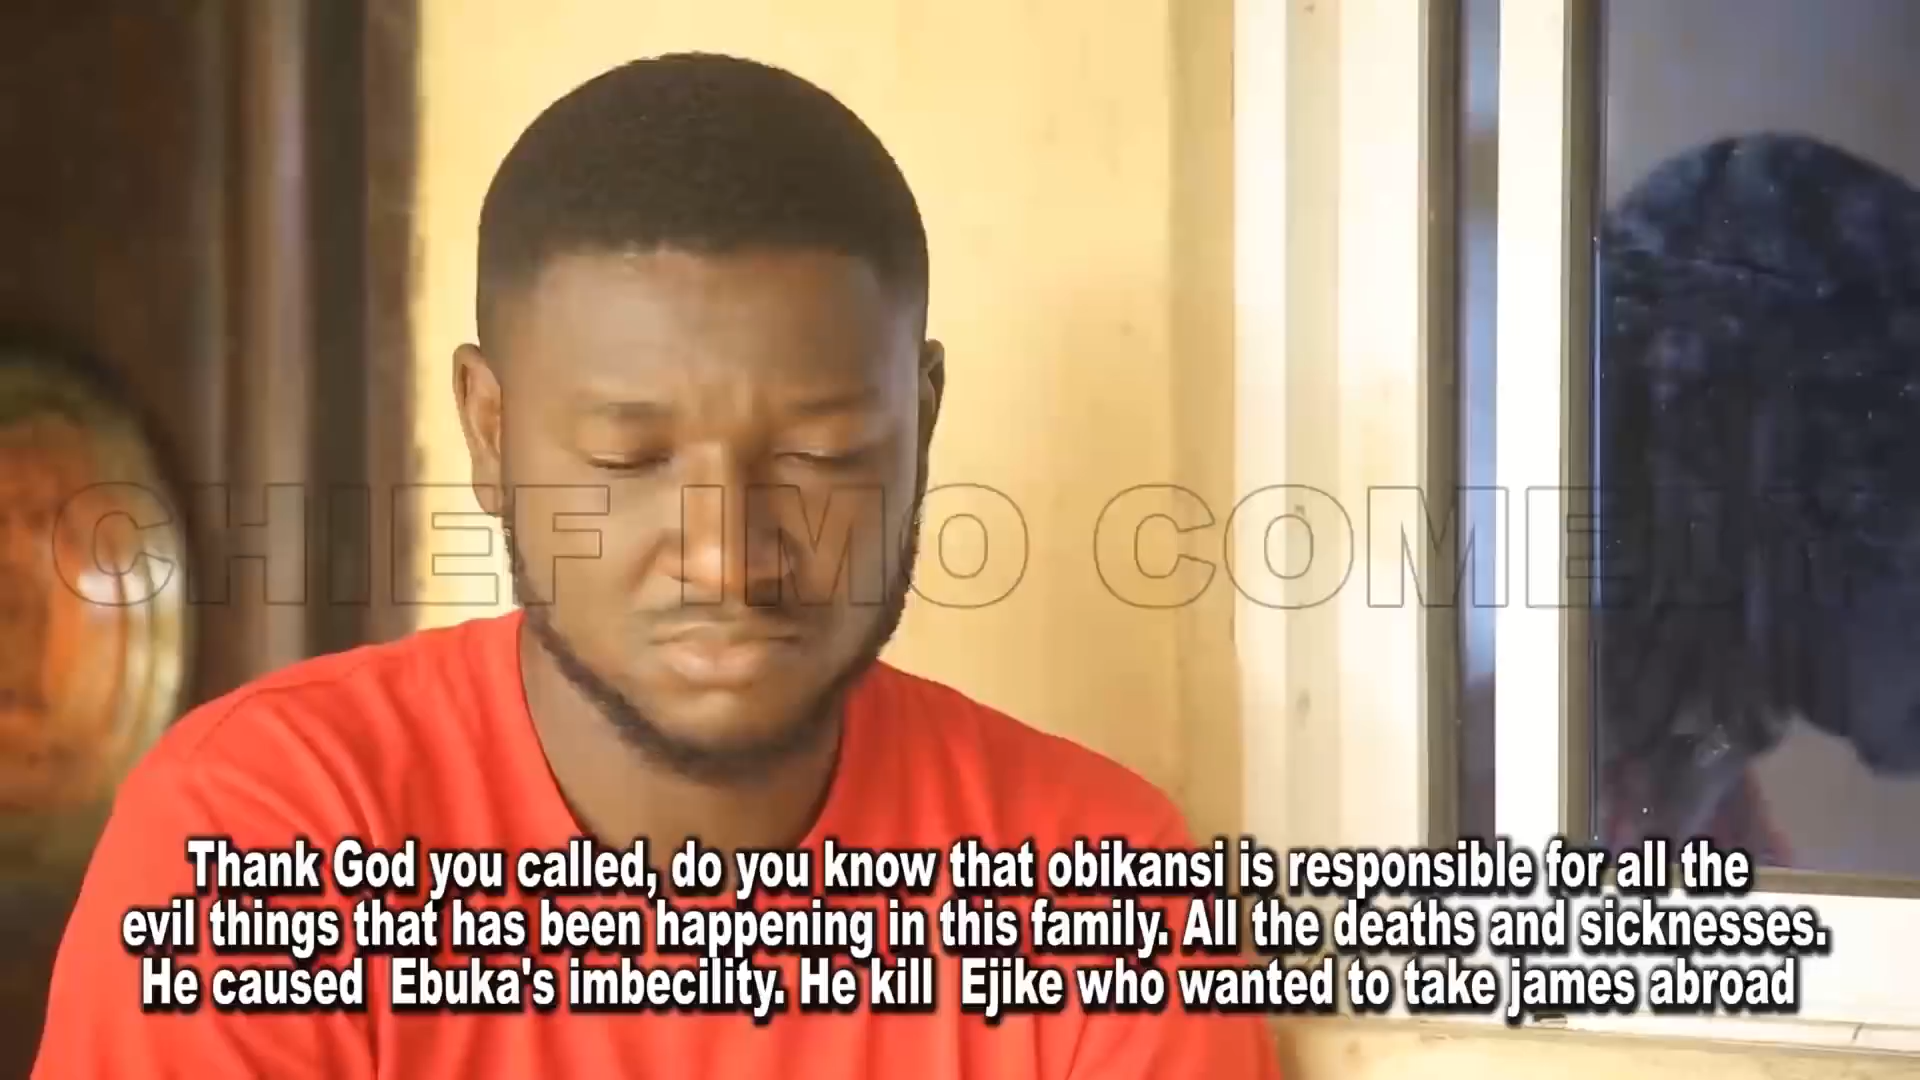 CHIEF IMO COMEDY
Thank God you called, do you know that obikansi is responsible for all the
evil things that has been happening in this family. All the deaths and sicknesses.
He caused  Ebuka's imbecility. He kill  Ejike who wanted to take james abroad